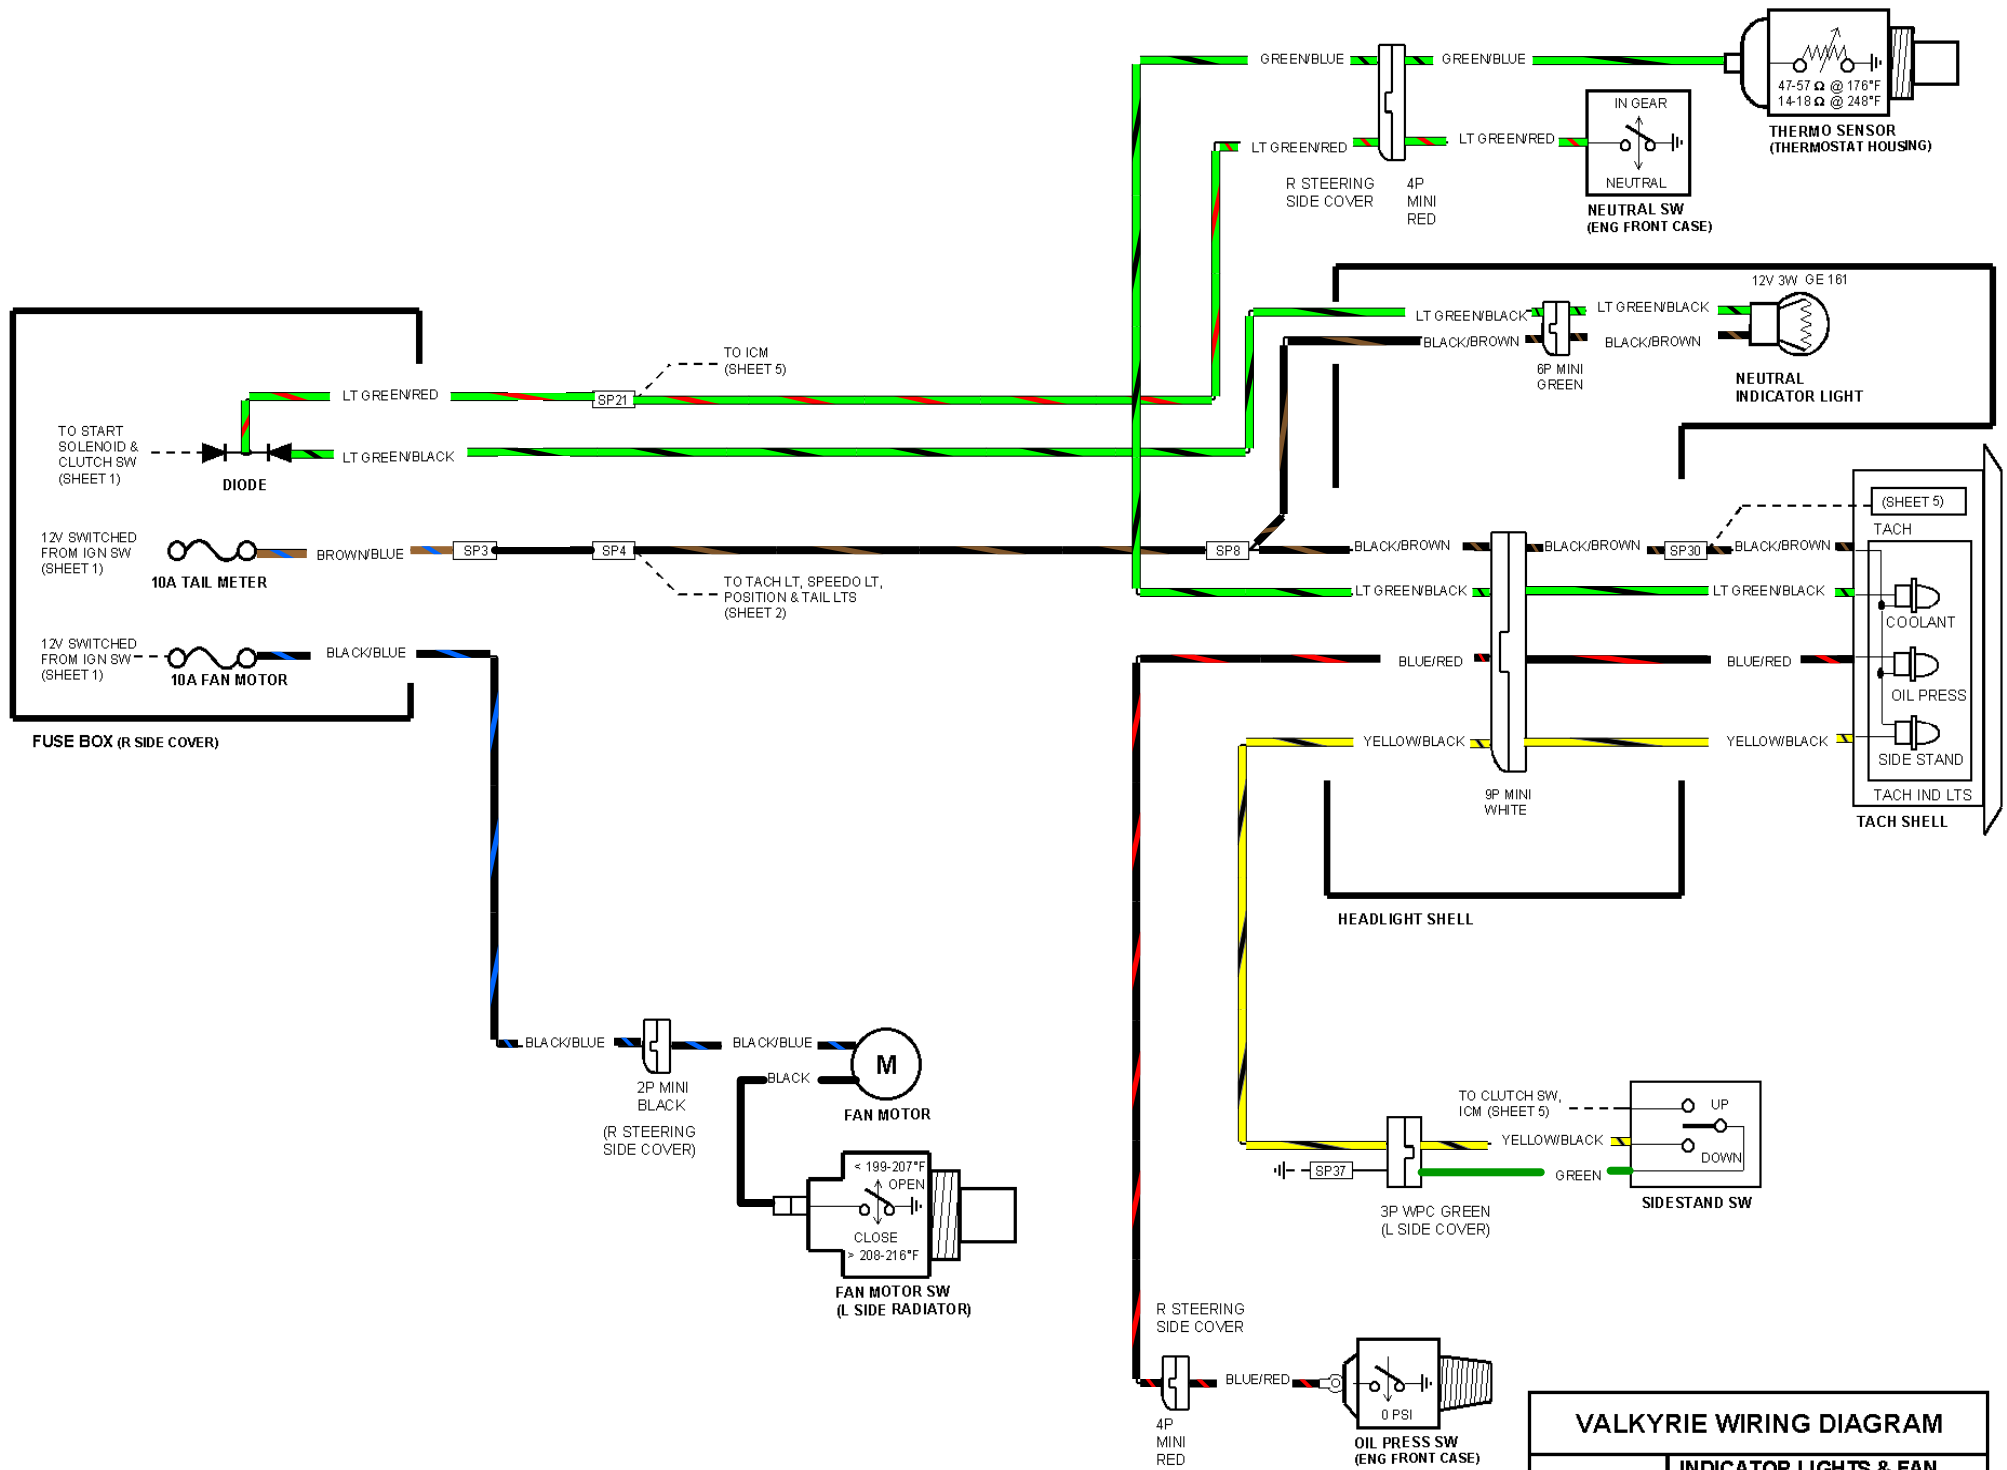 GREEN/BLUE
GREEN/BLUE
47-57 Ω @ 176°F
14-18 Ω @ 248°F
THERMO SENSOR
(THERMOSTAT HOUSING)
LT GREEN/RED
LT GREEN/RED
IN GEAR
NEUTRAL
NEUTRAL SW
(ENG FRONT CASE)
R STEERING
SIDE COVER
4P
MINI
RED
12V 3W GE 161
LT GREEN/BLACK
LT GREEN/BLACK
BLACK/BROWN
BLACK/BROWN
6P MINI
GREEN
NEUTRAL
INDICATOR LIGHT
TO ICM
(SHEET 5)
LT GREEN/RED
SP21
TO START
SOLENOID &
CLUTCH SW
(SHEET 1)
LT GREEN/BLACK
DIODE
12V SWITCHED
FROM IGN SW
(SHEET 1)
BROWN/BLUE
SP3
SP4
SP8
10A TAIL METER
TO TACH LT, SPEEDO LT,
POSITION & TAIL LTS
(SHEET 2)
BLACK/BROWN
BLACK/BROWN
SP30
BLACK/BROWN
(SHEET 5)
TACH
LT GREEN/BLACK
LT GREEN/BLACK
COOLANT
12V SWITCHED
FROM IGN SW
(SHEET 1)
BLACK/BLUE
10A FAN MOTOR
BLUE/RED
BLUE/RED
OIL PRESS
FUSE BOX (R SIDE COVER)
YELLOW/BLACK
YELLOW/BLACK
SIDE STAND
TACH IND LTS
TACH SHELL
9P MINI
WHITE
HEADLIGHT SHELL
BLACK/BLUE
BLACK/BLUE
BLACK
M
FAN MOTOR
2P MINI
BLACK
(R STEERING
SIDE COVER)
< 199-207°F
OPEN
CLOSE
> 208-216°F
FAN MOTOR SW
(L SIDE RADIATOR)
TO CLUTCH SW,
ICM (SHEET 5)
UP
YELLOW/BLACK
DOWN
SP37
GREEN
SIDESTAND SW
3P WPC GREEN
(L SIDE COVER)
R STEERING
SIDE COVER
BLUE/RED
0 PSI
4P
MINI
RED
OIL PRESS SW
(ENG FRONT CASE)
VALKYRIE WIRING DIAGRAM
INDICATOR LIGHTS & FAN